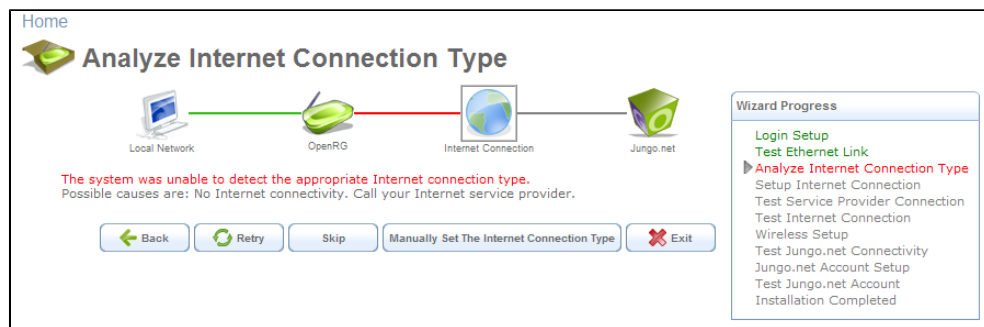 Home
Analyze Internet Connection Type
Local Network
OpenRG
Internet Connection
Jungo.net
The system was unable to detect the appropriate Internet connection type.
Possible causes are: No Internet connectivity. Call your Internet service provider.
Back
Retry
Skip
Manually Set The Internet Connection Type
Exit
Wizard Progress
Login Setup
Test Ethernet Link
Analyze Internet Connection Type
Setup Internet Connection
Test Service Provider Connection
Test Internet Connection
Wireless Setup
Test Jungo.net Connectivity
Jungo.net Account Setup
Test Jungo.net Account
Installation Completed